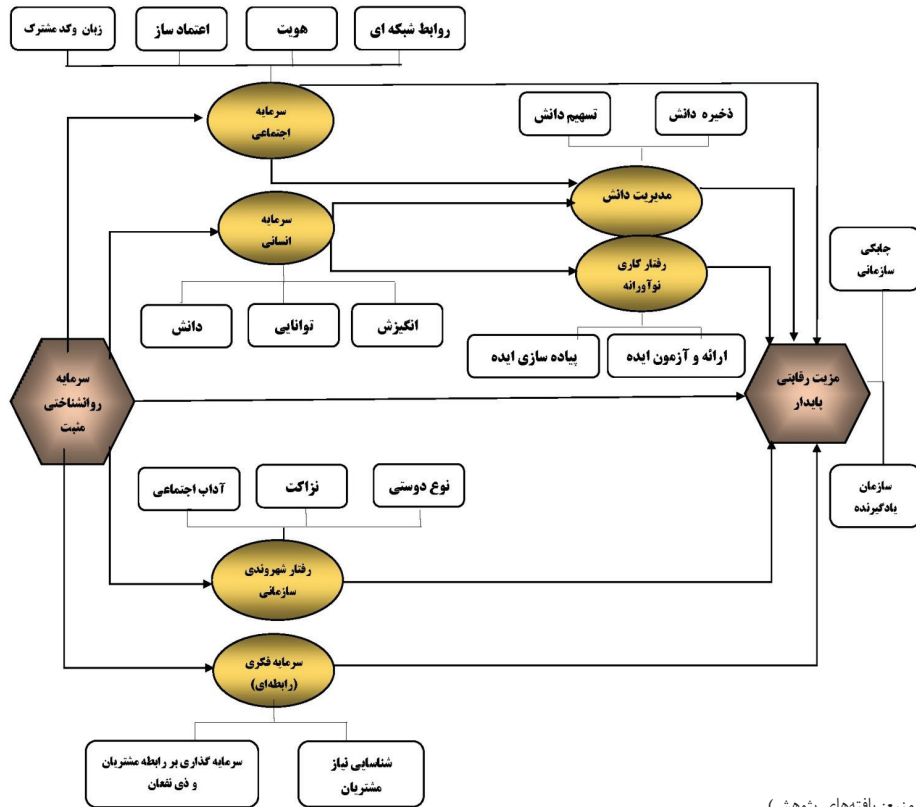 روابط شبکه ای
هویت
اعتماد ساز
زبان وکد مشترک
سرمایه
اجتماعی
ذخیره دانش
تسهیم دانش
مدیریت دانش
سرمایه
انسانی
رفتار کاری
نوآورانه
چابکی
سازمانی
انگیزش
توانایی
دانش
ارائه و آزمون ایده
پیاده سازی ایده
سرمایه
روانشناختی
مثبت
مزیت رقابتی
پایدار
نوع دوستی
نزاکت
آداب اجتماعی
سازمان
یادگیرنده
رفتار شهروندی
سازمانی
سرمایه فکری
(رابطه‌ای)
شناسایی نیاز
مشتریان
سرمایه گذاری بر رابطه مشتریان
و ذی نفعان
یافته‌های پژوهش)